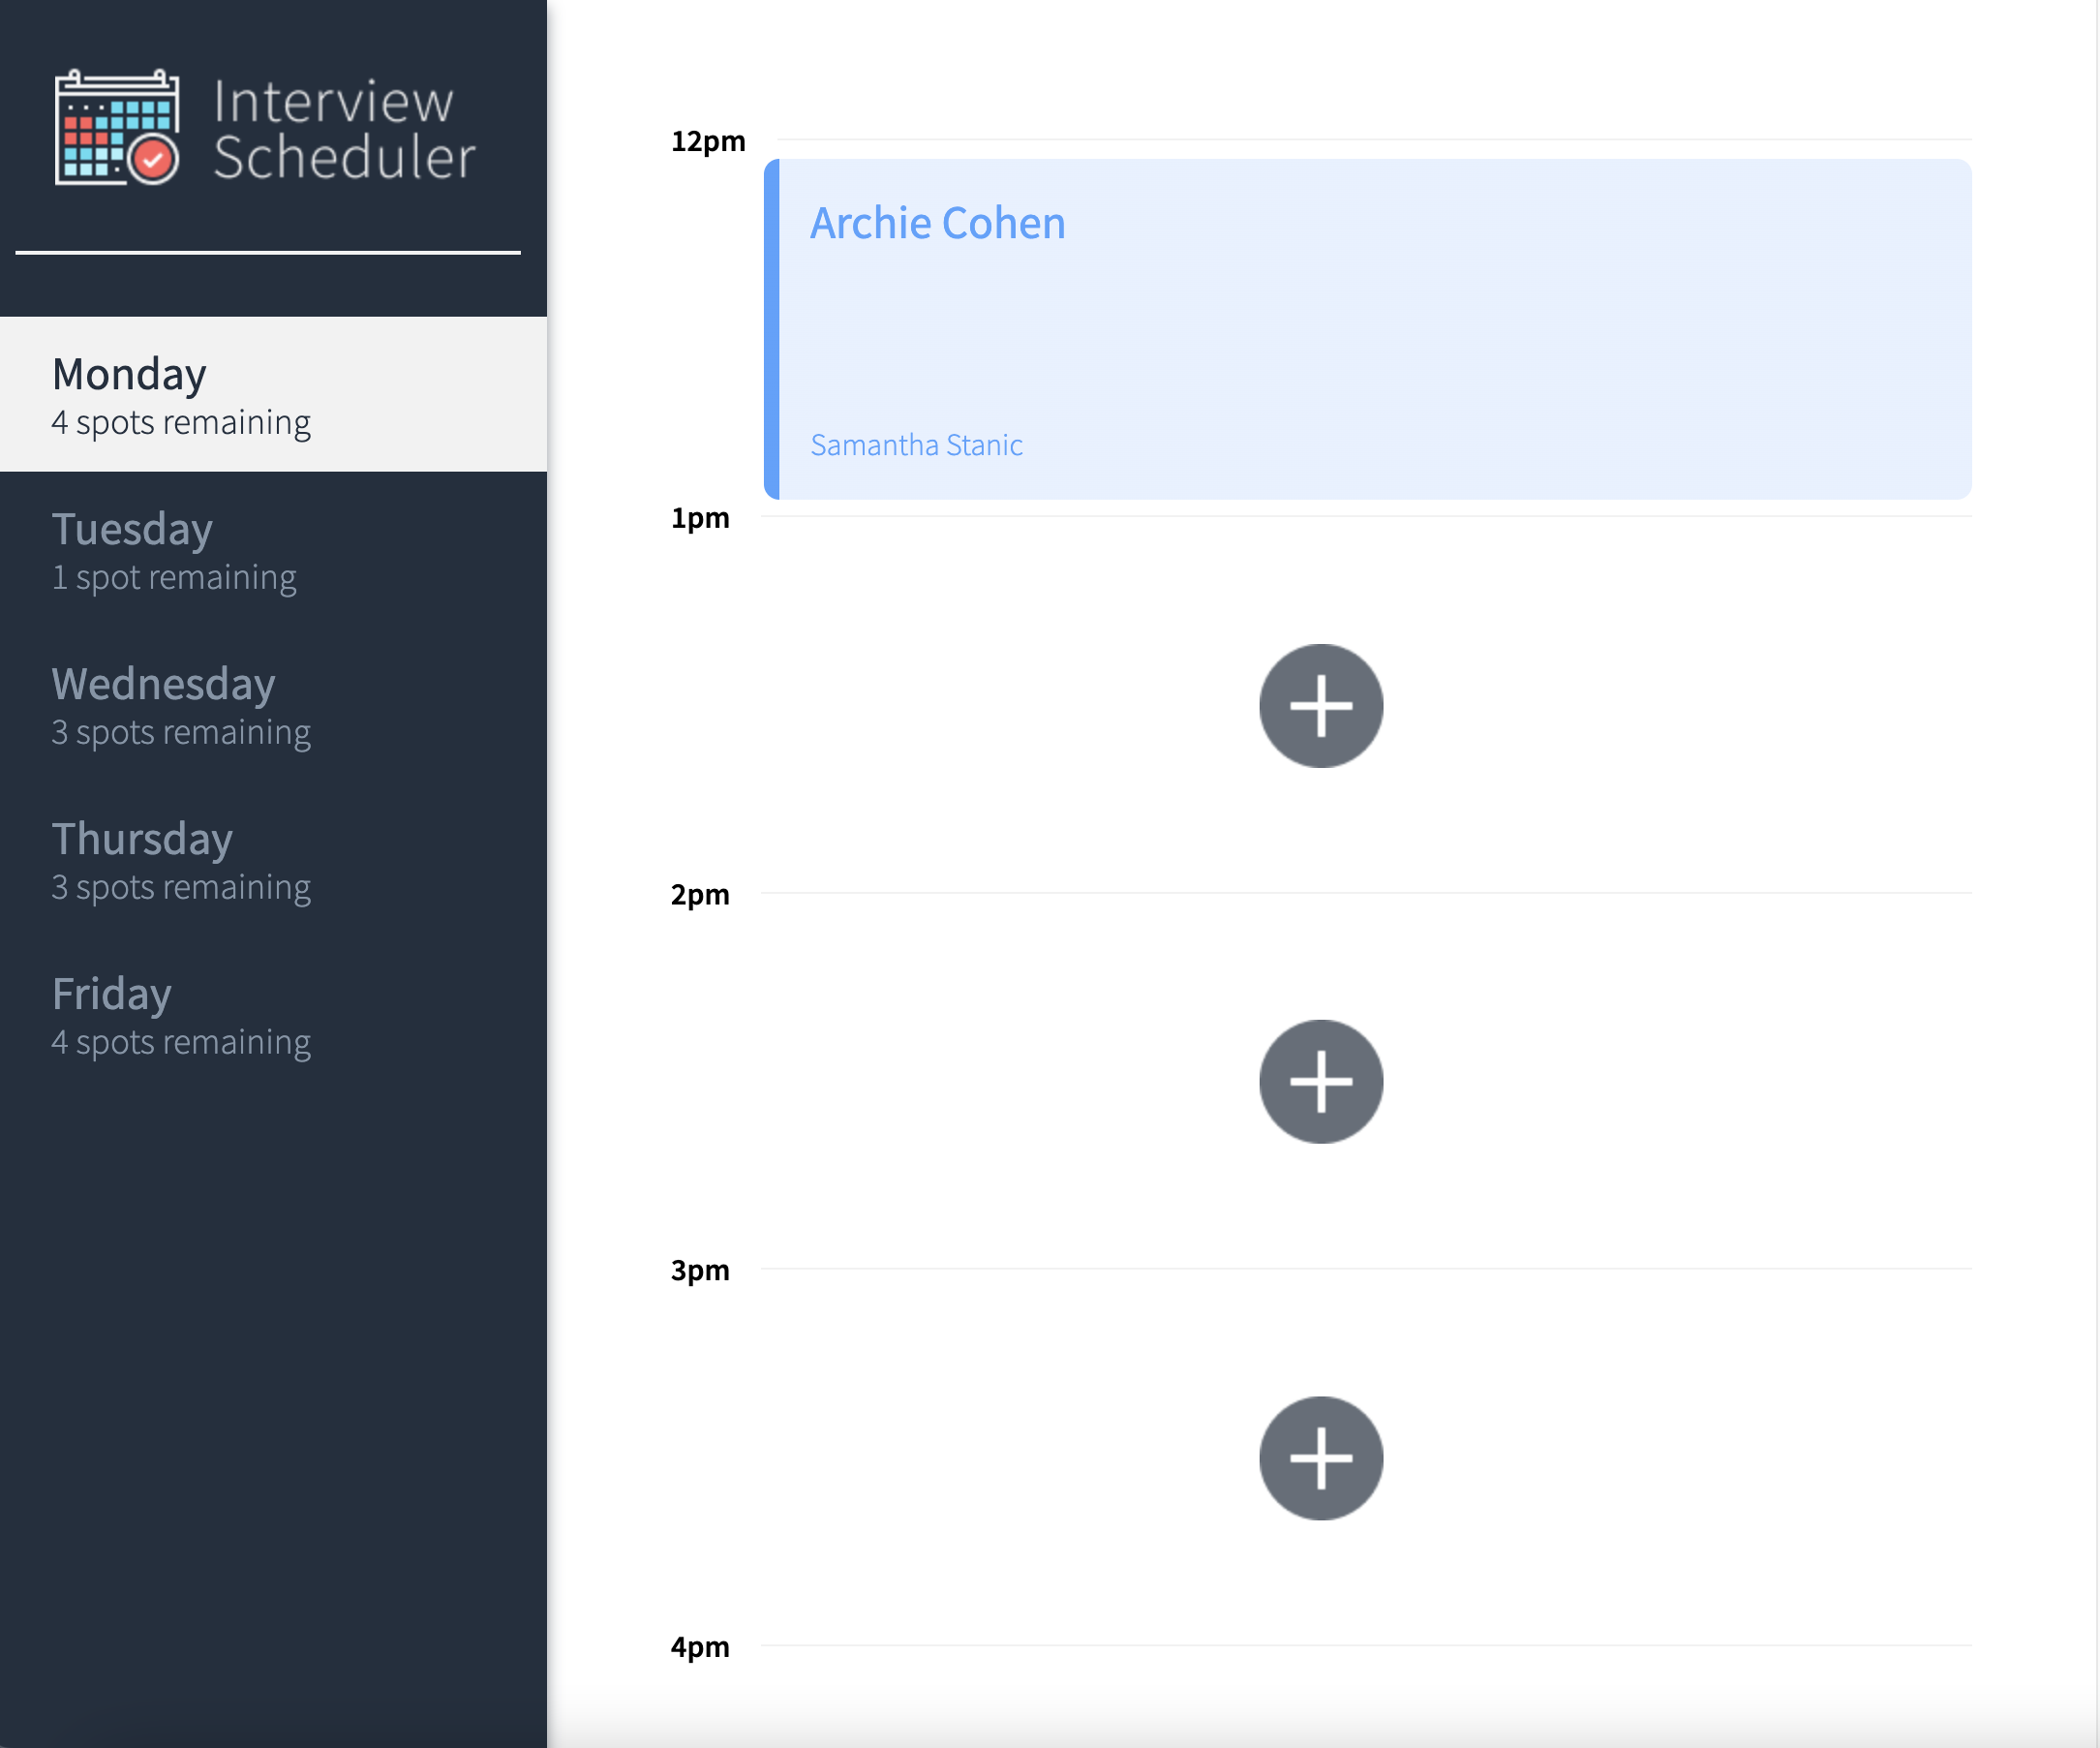 Interview
Scheduler
Monday
4 spots remaining
Tuesday
1 spot remaining
Wednesday
3 spots remaining
Thursday
3 spots remaining
Friday
4 spots remaining
12pm
Archie Cohen
Samantha Stanic
1pm
2pm
3pm
4pm